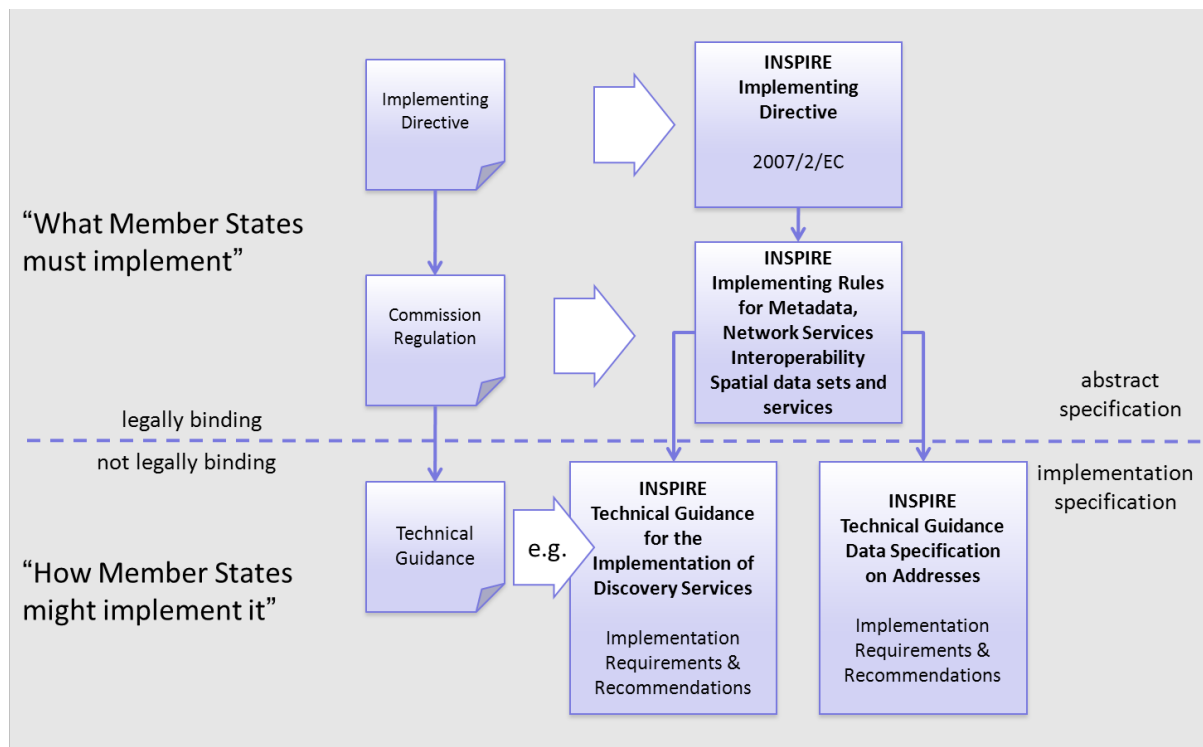 Implementing
Directive
INSPIRE
Implementing
Directive
2007/2/EC
“What Member States
must implement”
Commission
Regulation
INSPIRE
Implementing Rules
for Metadata,
Network Services
Interoperability
Spatial data sets and
services
abstract
specification
legally binding
not legally binding
implementation
specification
“How Member States
might implement it”
Technical
Guidance
e.g.
INSPIRE
Technical Guidance
for the
Implementation of
Discovery Services
Implementation
Requirements &
Recommendations
INSPIRE
Technical Guidance
Data Specification
on Addresses
Implementation
Requirements &
Recommendations